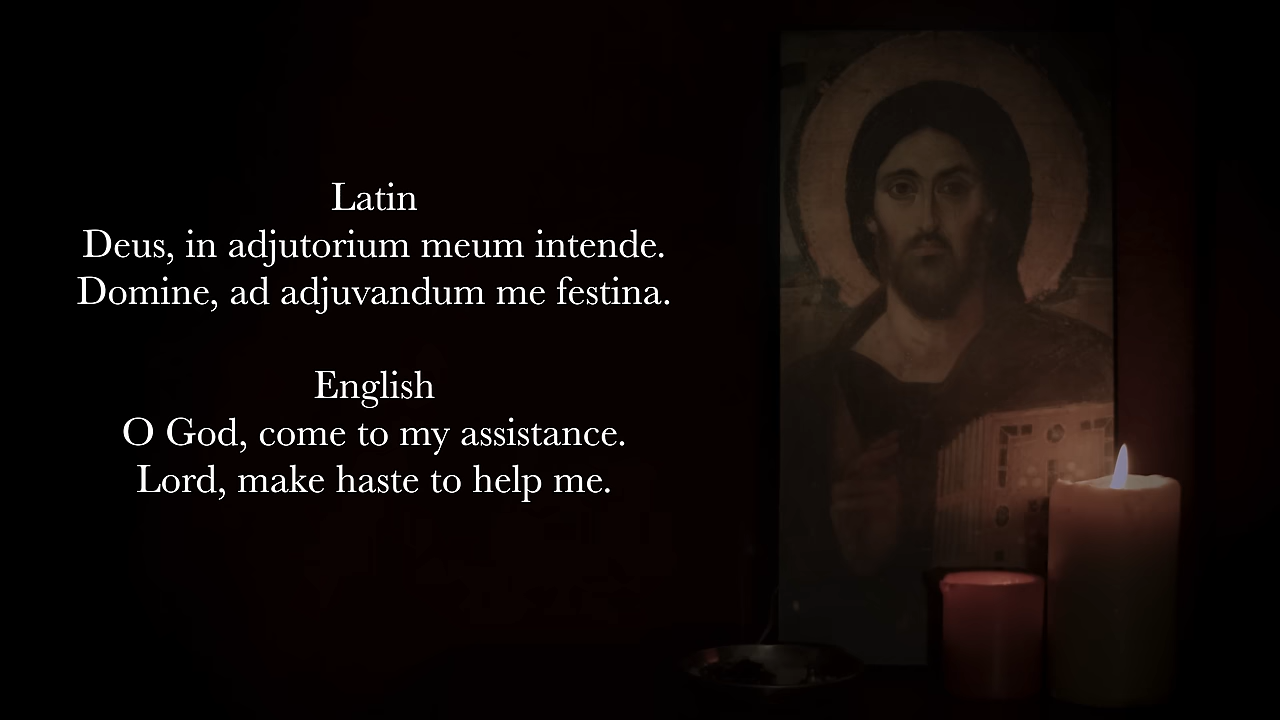 Latin
Deus, in adjutorium meum intende.
Domine, ad adjuvandum me festina.
English
O God, come to my assistance.
Lord, make haste to help me.